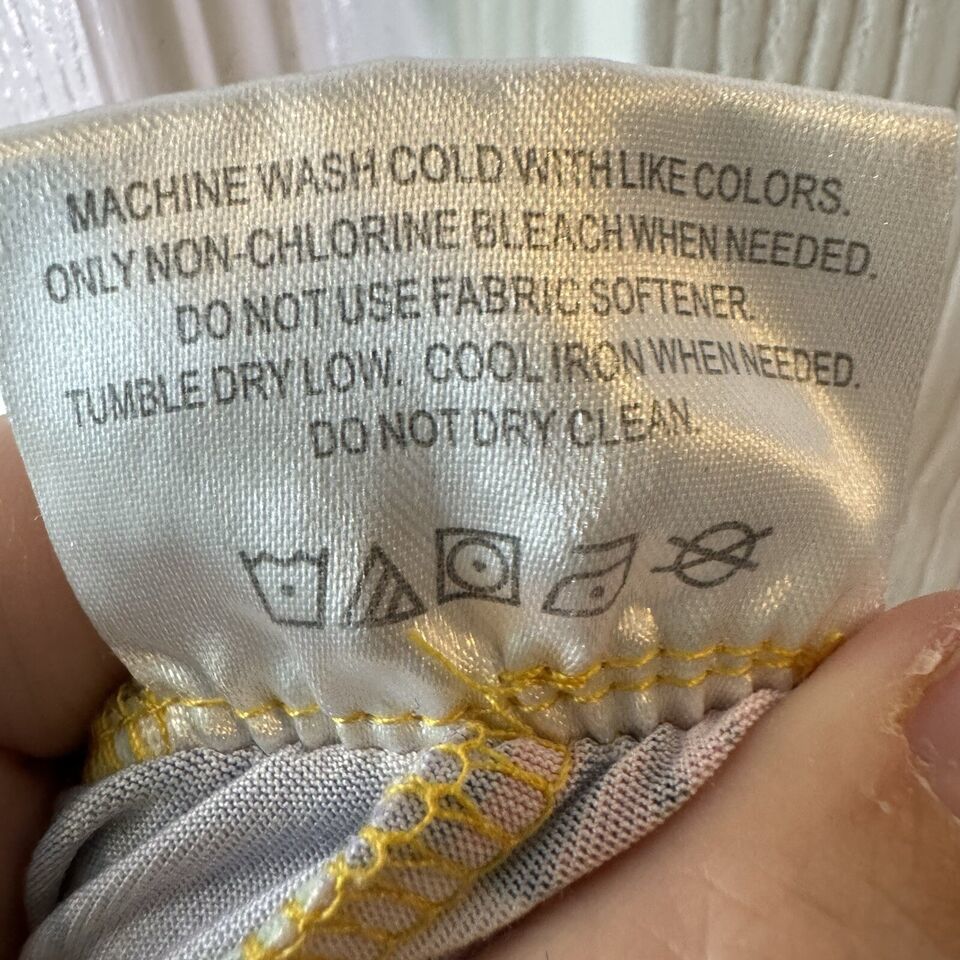 MACHINE WASH COLD WITH LIKE COLORS.
ONLY NON-CHLORINE BLEACH WHEN NEEDED.
DO NOT USE FABRIC SOFTENER.
TUMBLE DRY LOW. COOL IRON WHEN NEEDED.
DO NOT DRY CLEAN.